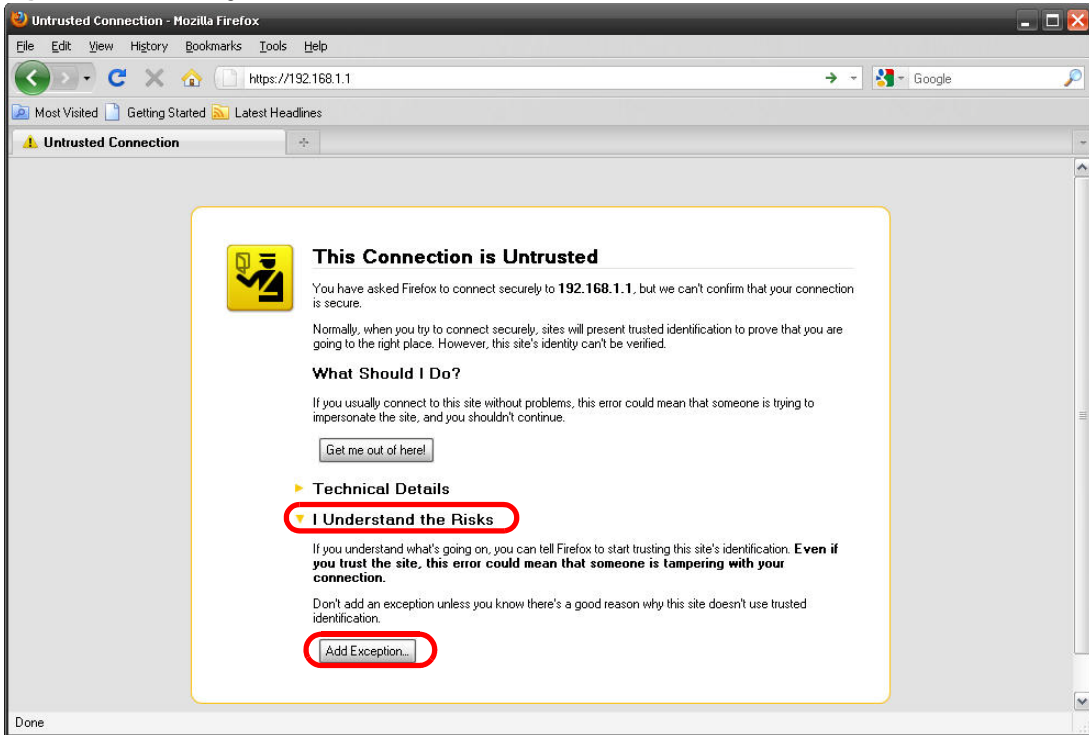 Untrusted Connection - Mozilla Firefox
File Edit View History Bookmarks Tools Help
https://192.168.1.1 Google
Most Visited Getting Started Latest Headlines
Untrusted Connection
This Connection is Untrusted
You have asked Firefox to connect securely to 192.168.1.1, but we can't confirm that your connection
is secure.
Normally, when you try to connect securely, sites will present trusted identification to prove that you are
going to the right place. However, this site's identity can't be verified.
What Should I Do?
If you usually connect to this site without problems, this error could mean that someone is trying to
impersonate the site, and you shouldn't continue.
Get me out of here!
Technical Details
I Understand the Risks
If you understand what's going on, you can tell Firefox to start trusting this site's identification. Even if
you trust the site, this error could mean that someone is tampering with your
connection.
Don't add an exception unless you know there's a good reason why this site doesn't use trusted
identification.
Add Exception...
Done